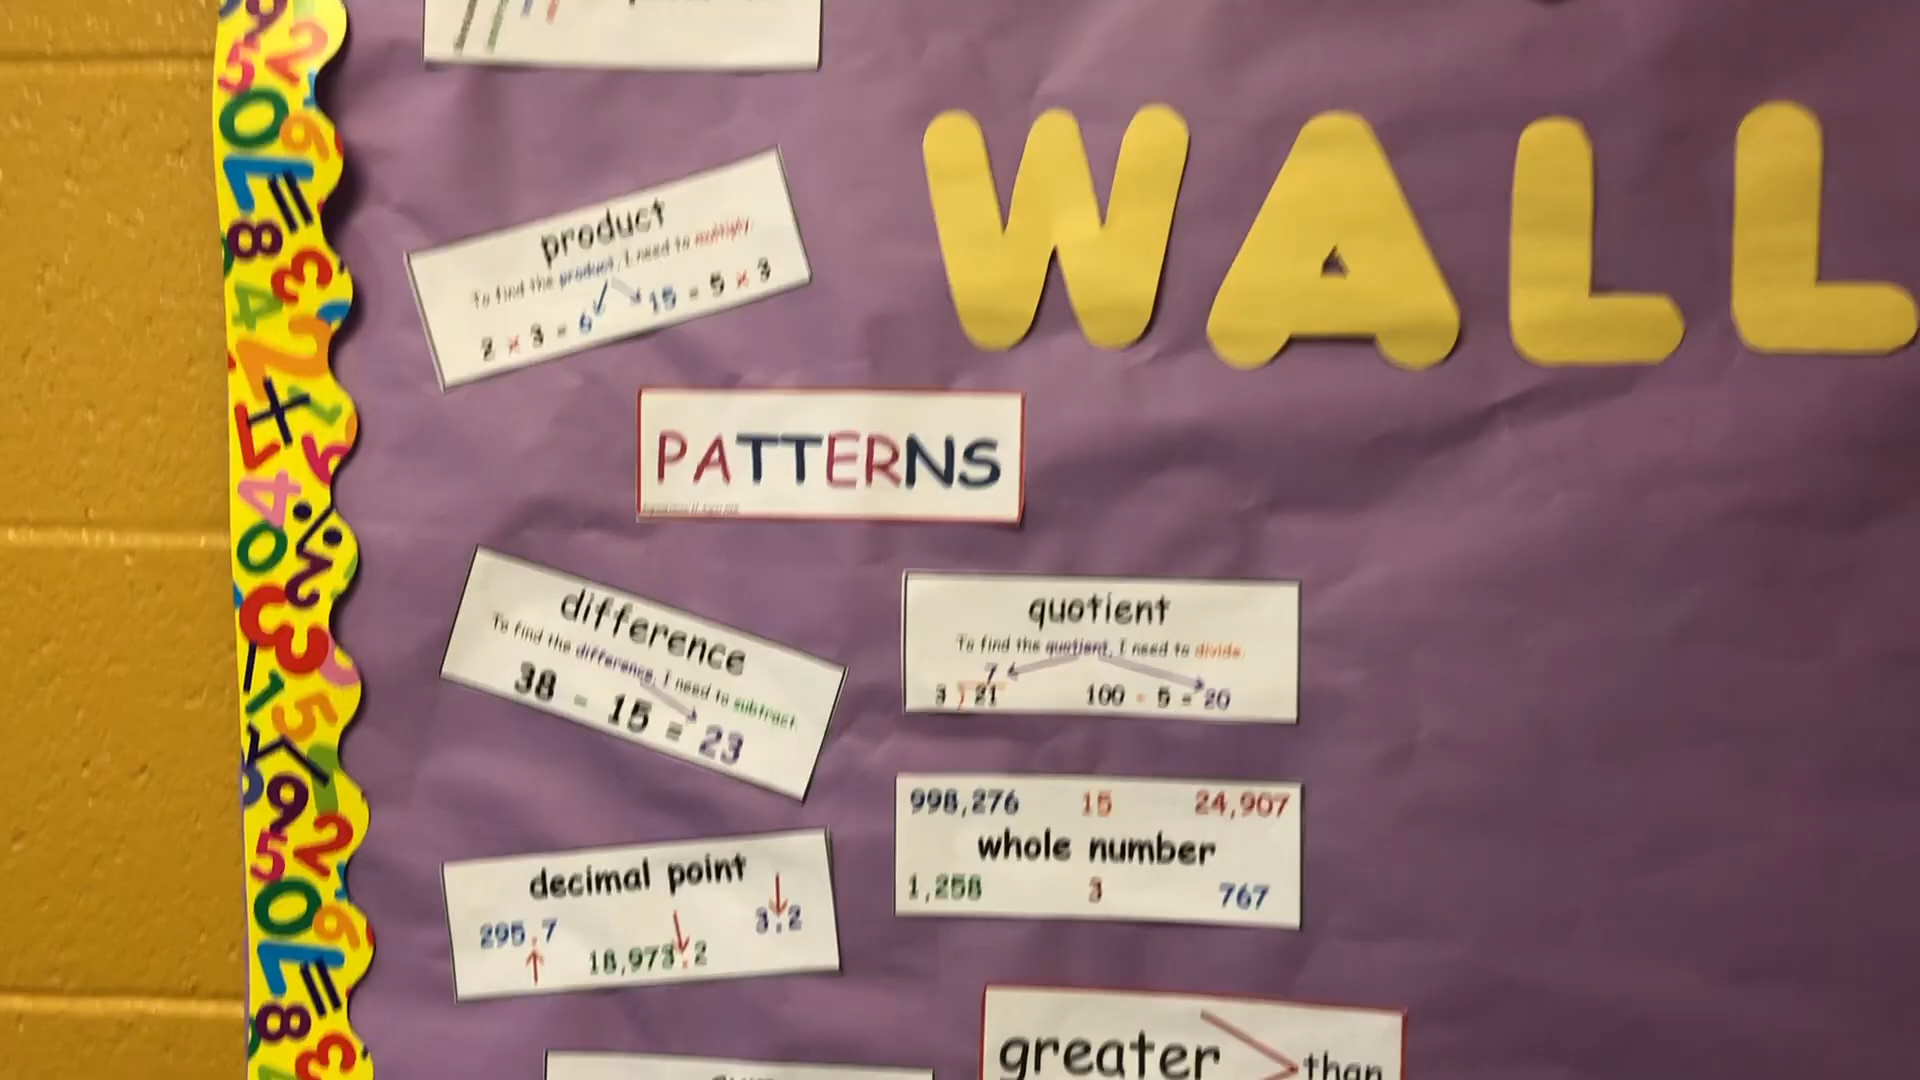 WALL
product
To find the product, I need to multiply.
2 x 3 = 6
15 = 5 x 3
PATTERNS
difference
To find the difference, I need to subtract.
38 - 15 = 23
quotient
To find the quotient, I need to divide.
7
3 21
100 ÷ 5 = 20
998,276 15 24,907
whole number
1,258 3 767
decimal point
295.7
18,973.2
3.2
greater > than